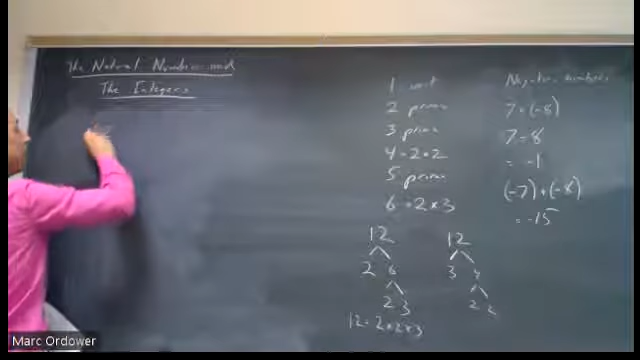 The Natural Numbers and
The Integers
1 unit
2 prime
3 prime
4 = 2 × 2
5 prime
6 = 2 × 3
12
2 6
2 3
12 = 2 × 2 × 3
12
3 4
2 2
Negative numbers
7 + (-8)
7 - 8
= -1
(-7) + (-8)
= -15
Marc Ordower